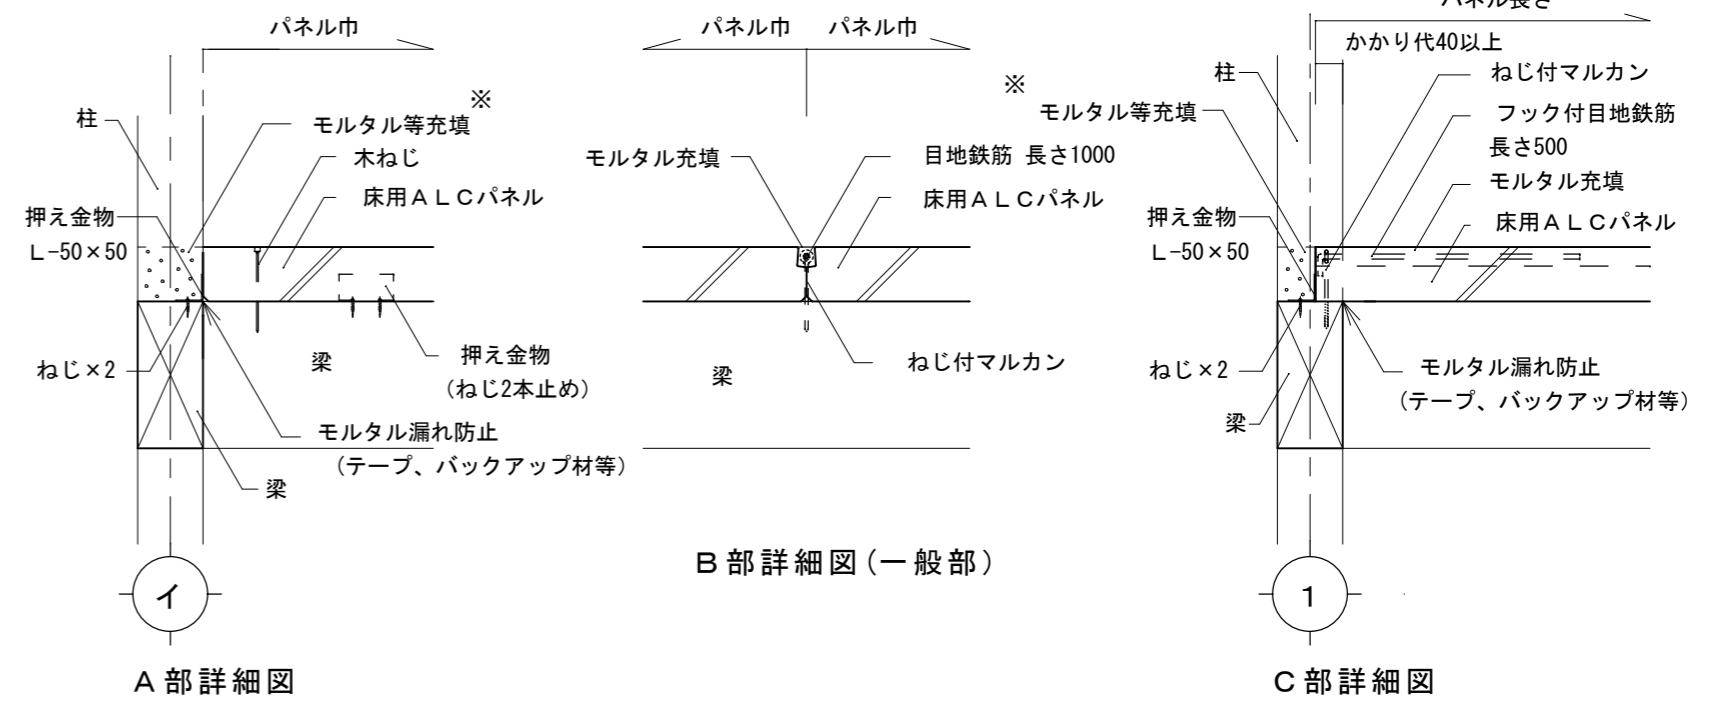 パネル巾
※
柱
モルタル等充填
木ねじ
床用ＡＬＣパネル
押え金物
Ｌ-50×50
ねじ×2
梁
押え金物
(ねじ2本止め)
モルタル漏れ防止
(テープ、バックアップ材等)
梁
イ
Ａ部詳細図
パネル巾
パネル巾
※
モルタル充填
目地鉄筋 長さ1000
床用ＡＬＣパネル
梁
ねじ付マルカン
Ｂ部詳細図(一般部)
パネル長さ
かかり代40以上
柱
ねじ付マルカン
モルタル等充填
フック付目地鉄筋
長さ500
モルタル充填
押え金物
Ｌ-50×50
床用ＡＬＣパネル
ねじ×2
モルタル漏れ防止
(テープ、バックアップ材等)
梁
1
Ｃ部詳細図